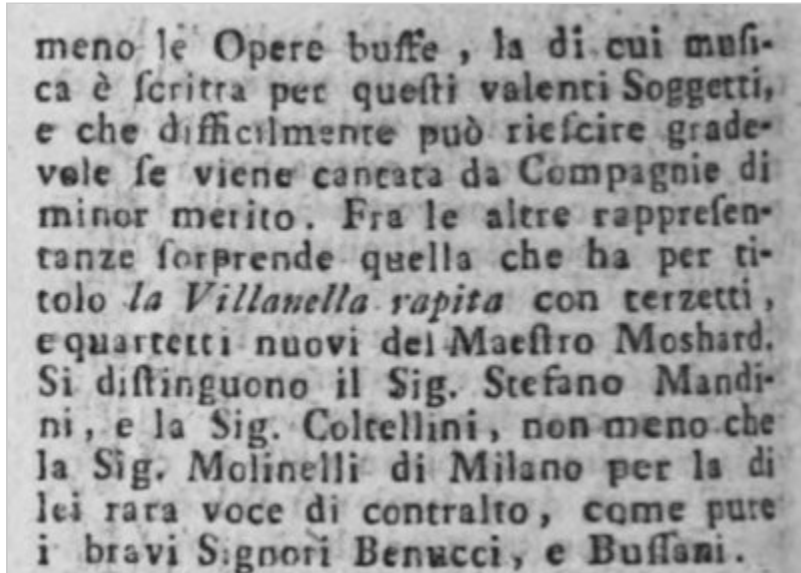 meno le Opere buffe, la di cui muſi-
ca è ſcritta per queſti valenti Soggetti,
e che difficilmente può rieſcire grade-
vole ſe viene cantata da Compagnie di
minor merito. Fra le altre rappreſen-
tanze ſorprende quella che ha per ti-
tolo la Villanella rapita con terzetti,
e quartetti nuovi del Maeſtro Moshard.
Si diſtinguono il Sig. Stefano Mandi-
ni, e la Sig. Coltellini, non meno che
la Sig. Molinelli di Milano per la di
lei rara voce di contralto, come pure
i bravi Signori Benucci, e Buſſani.